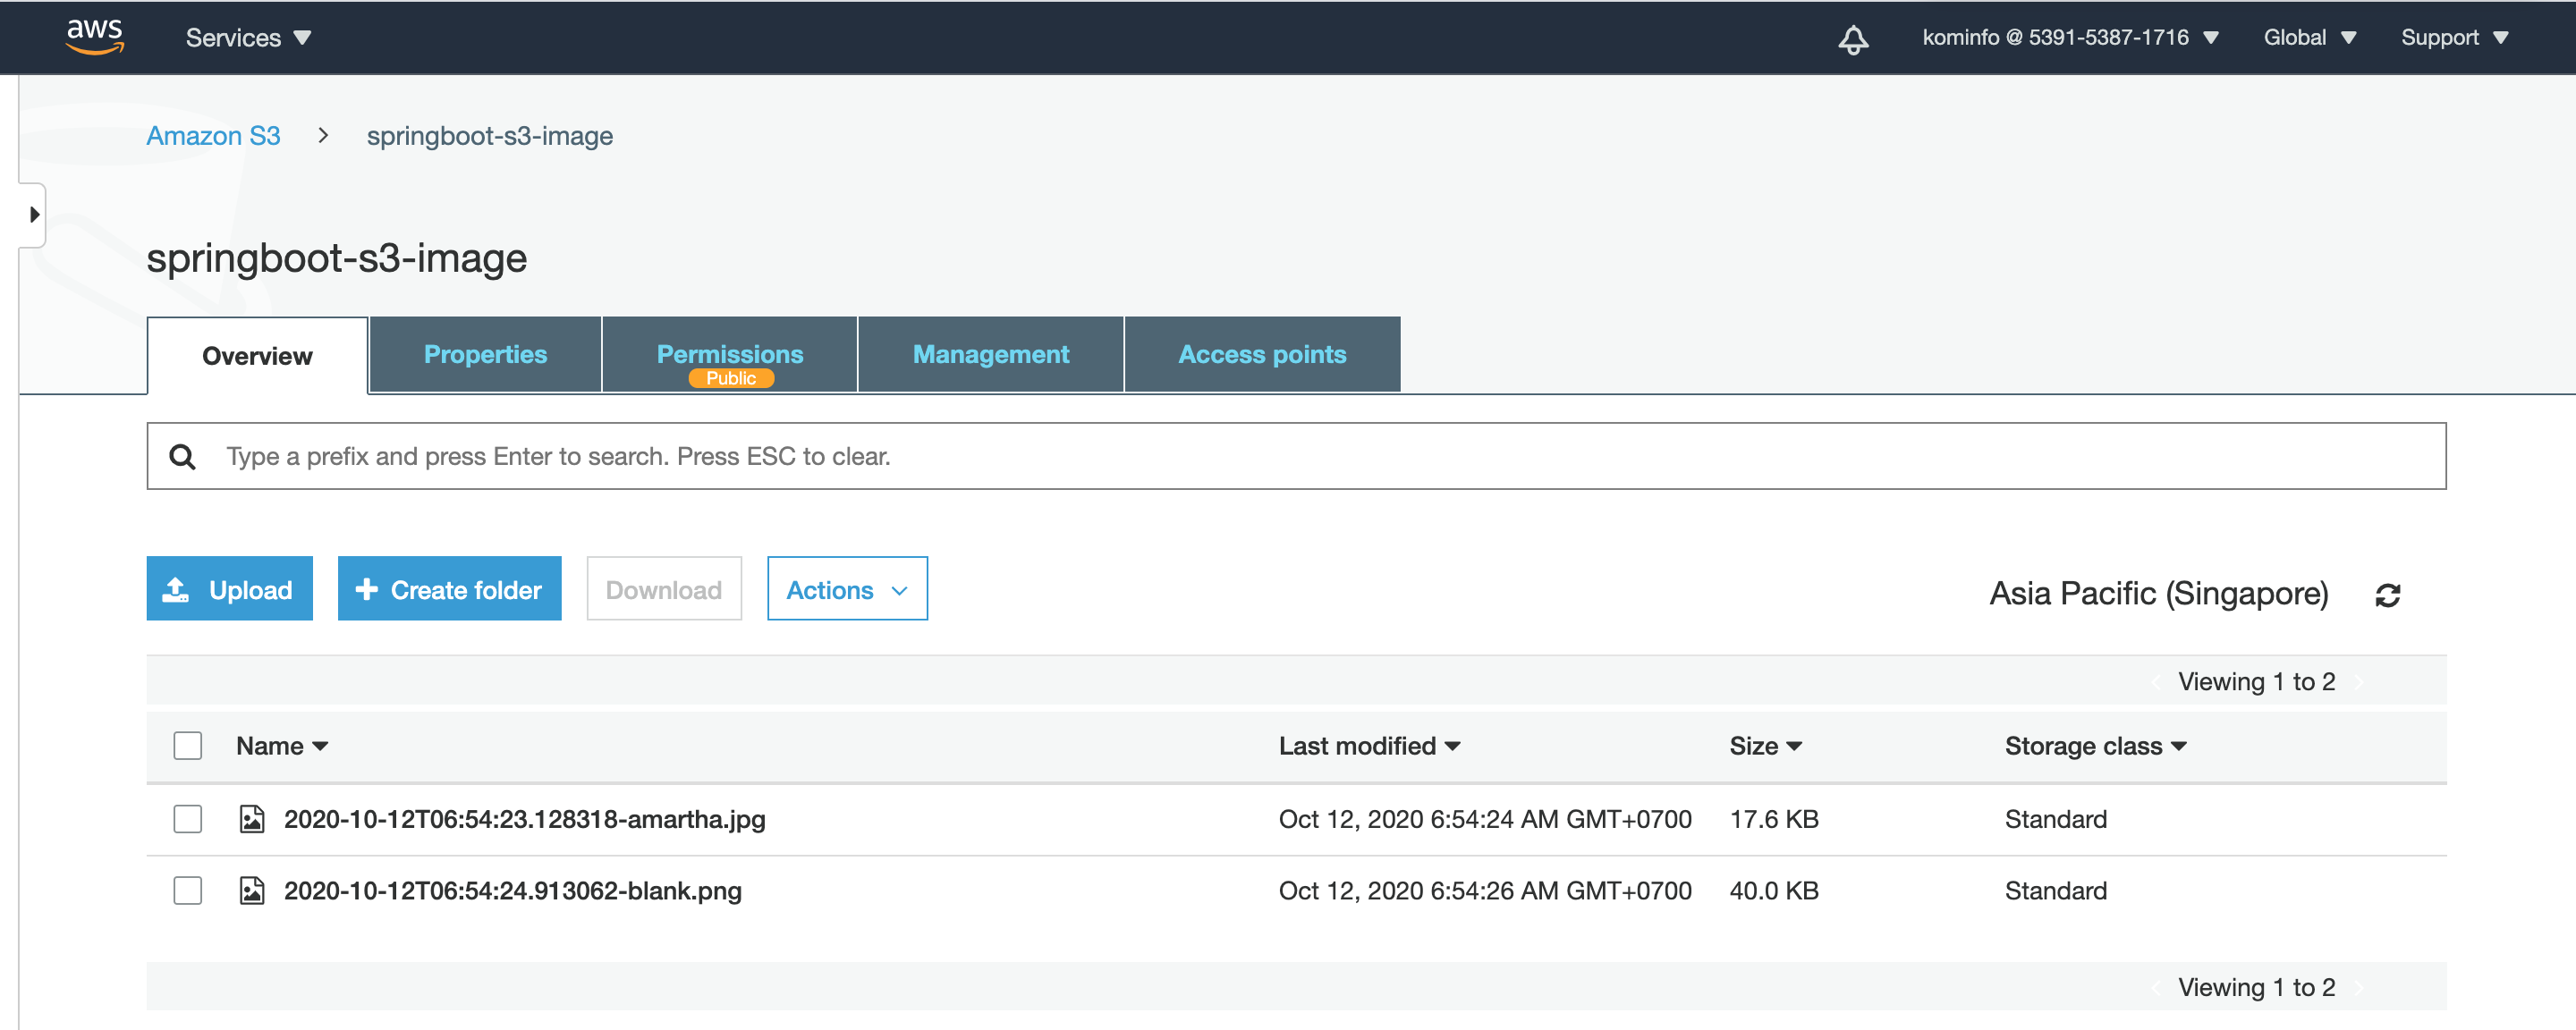 aws Services kominfo @ 5391-5387-1716 Global Support
Amazon S3 > springboot-s3-image
springboot-s3-image
Overview Properties Permissions Management Access points
Public
Type a prefix and press Enter to search. Press ESC to clear.
Upload Create folder Download Actions Asia Pacific (Singapore)
Viewing 1 to 2
Name Last modified Size Storage class
2020-10-12T06:54:23.128318-amartha.jpg Oct 12, 2020 6:54:24 AM GMT+0700 17.6 KB Standard
2020-10-12T06:54:24.913062-blank.png Oct 12, 2020 6:54:26 AM GMT+0700 40.0 KB Standard
Viewing 1 to 2